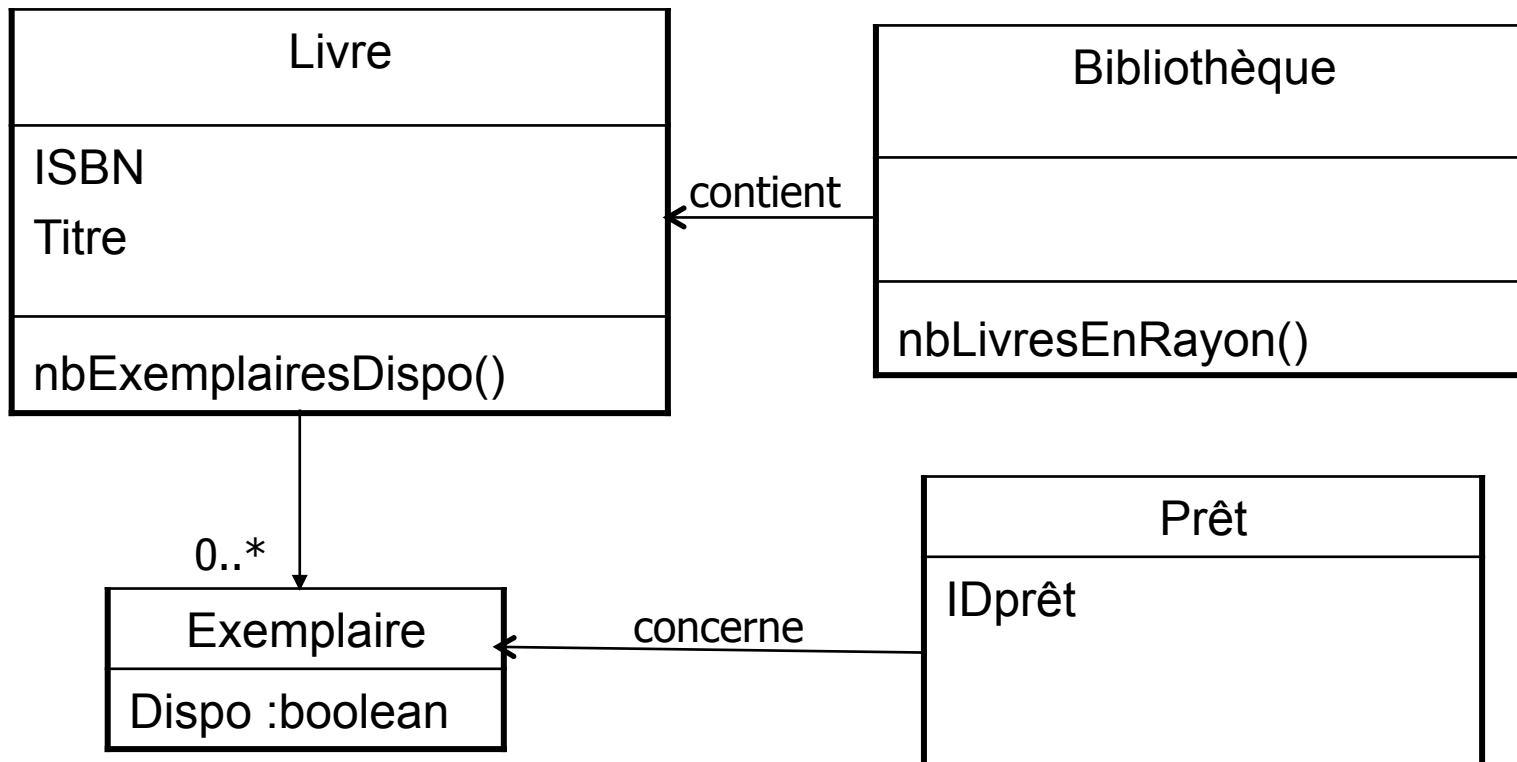 Livre
ISBN
Titre
nbExemplairesDispo()
Bibliothèque
nbLivresEnRayon()
contient
0..*
Exemplaire
Dispo :boolean
concerne
Prêt
IDprêt